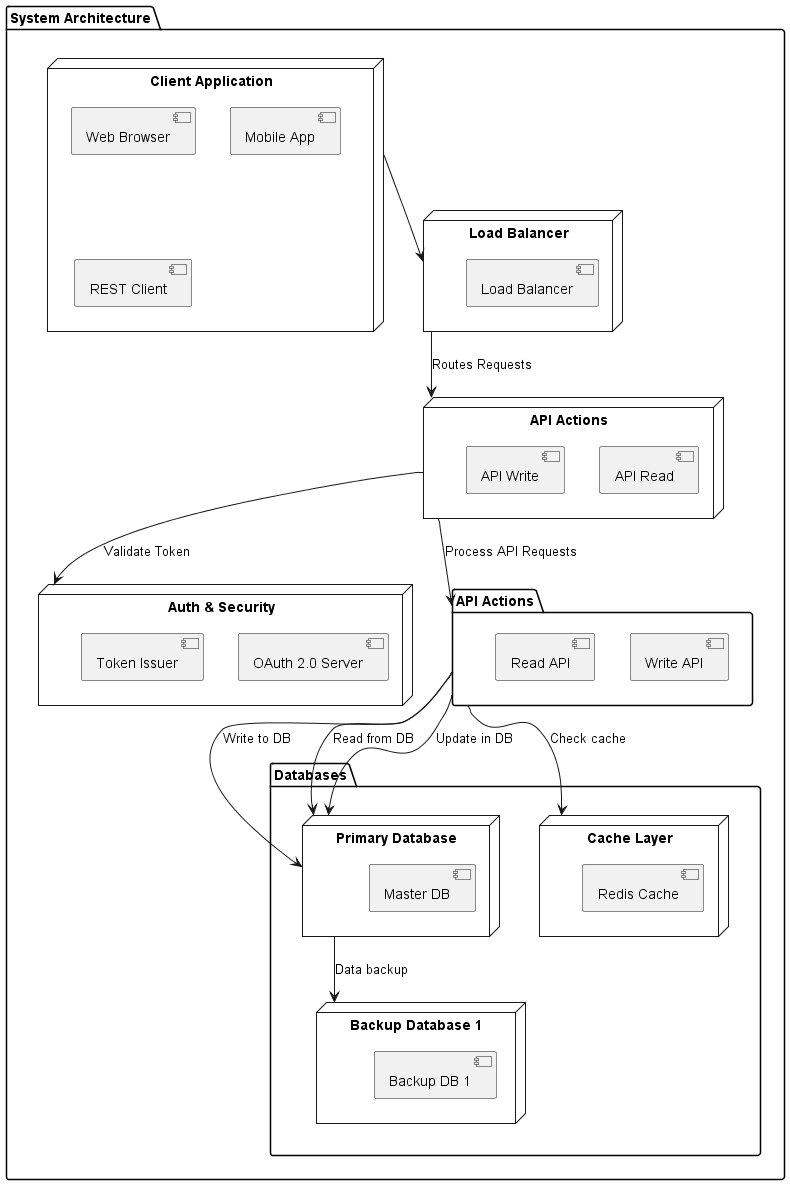 System Architecture
Client Application
Web Browser
Mobile App
REST Client
Load Balancer
Load Balancer
Routes Requests
API Actions
API Write
API Read
Validate Token
Process API Requests
Auth & Security
Token Issuer
OAuth 2.0 Server
API Actions
Read API
Write API
Write to DB
Read from DB
Update in DB
Check cache
Databases
Primary Database
Master DB
Cache Layer
Redis Cache
Data backup
Backup Database 1
Backup DB 1